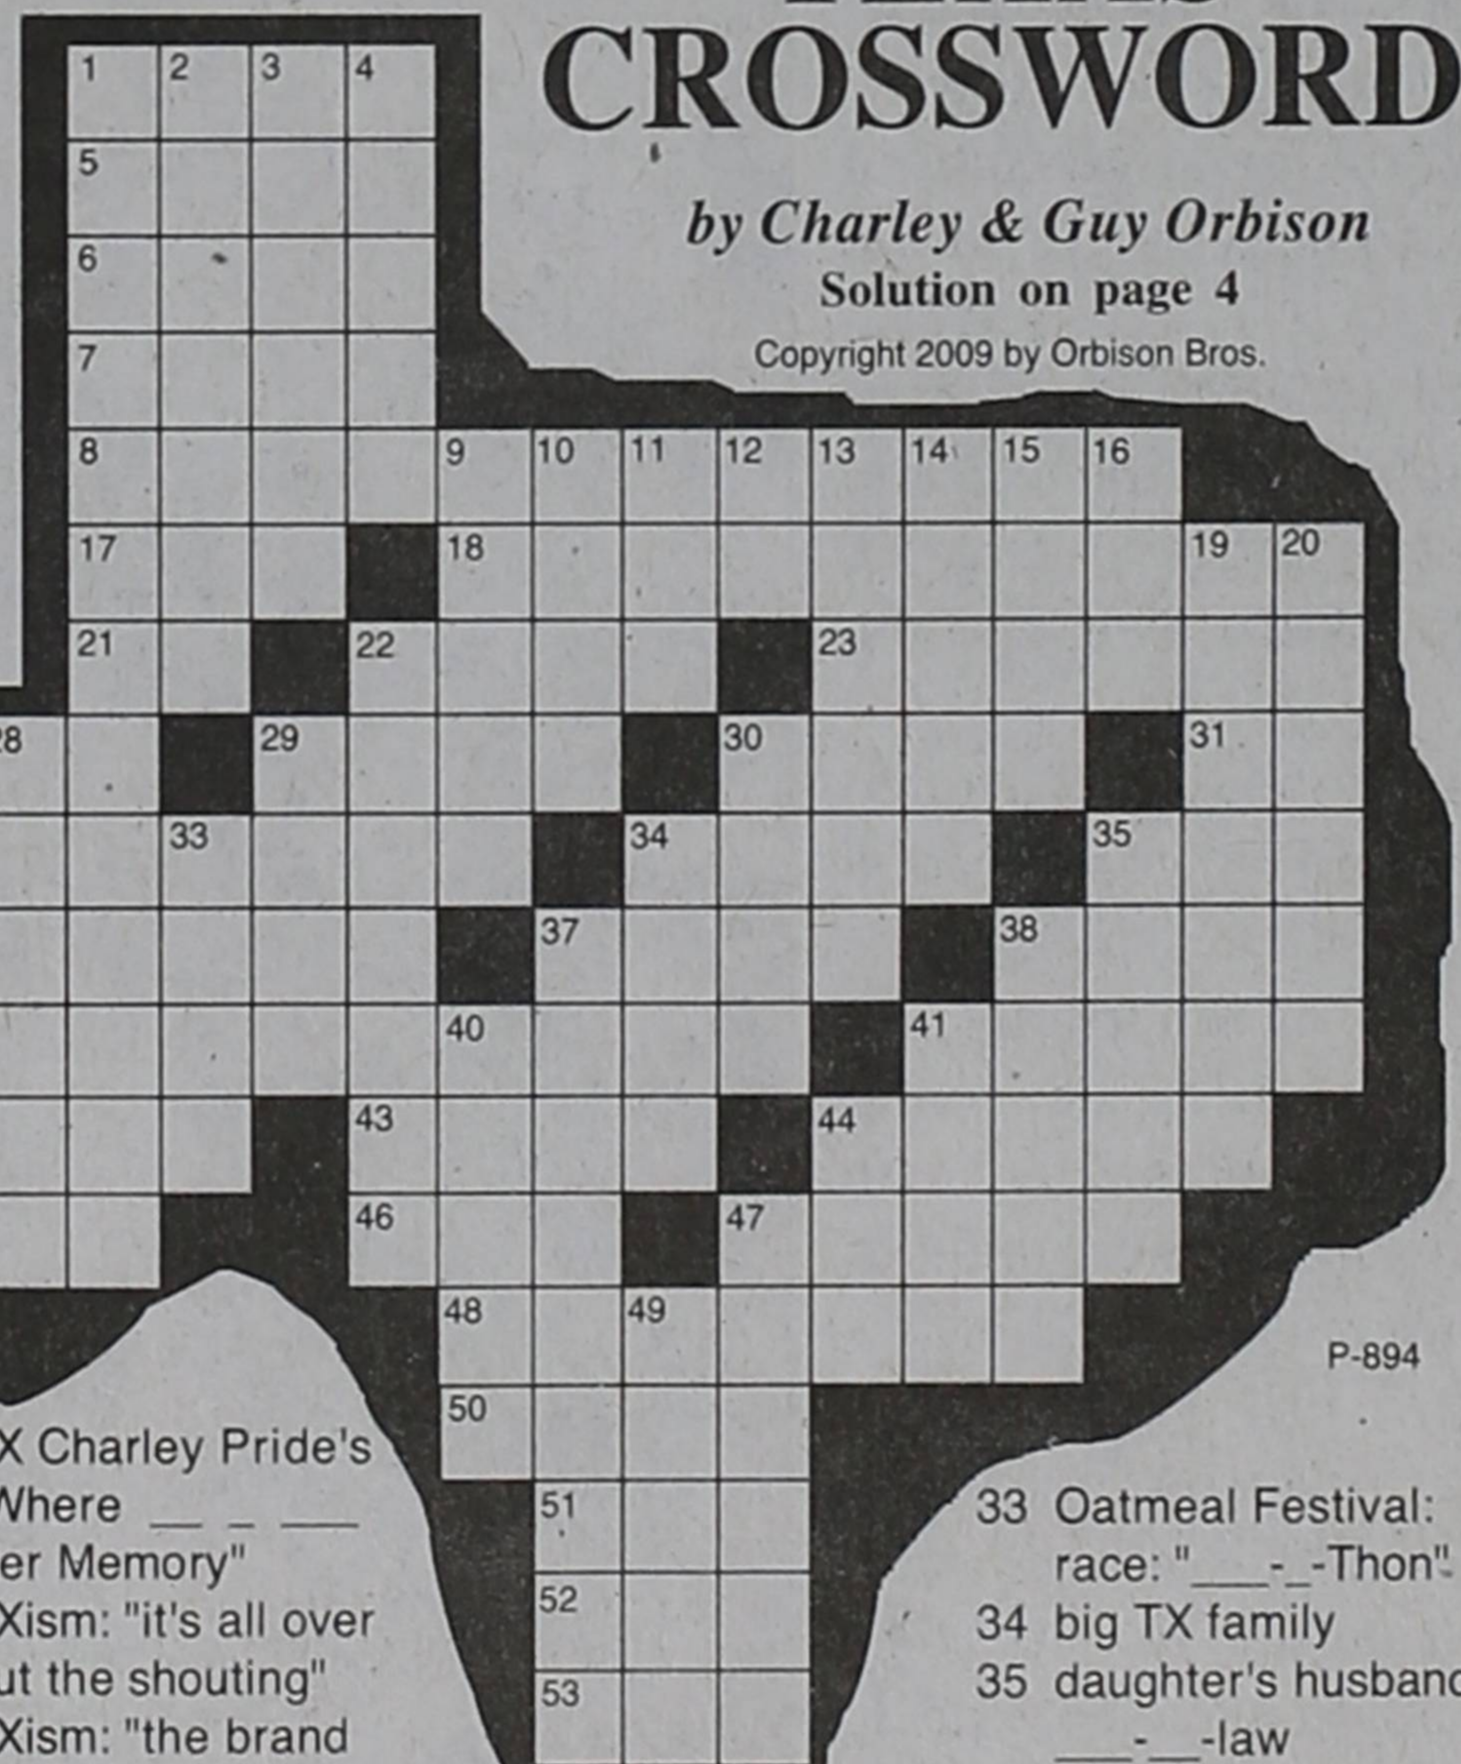 CROSSWORD
by Charley & Guy Orbison
Solution on page 4
Copyright 2009 by Orbison Bros.
1 2 3 4
5
6
7
8 9 10 11 12 13 14 15 16
17 18 19 20
21 22 23
28 29 30 31
33 34 35
37 38
40 41
43 44
46 47
48 49
50
51
52
53
P-894
X Charley Pride's
Where __ _ ___
er Memory"
Xism: "it's all over
ut the shouting"
Xism: "the brand
33 Oatmeal Festival:
race: "___-_-Thon"
34 big TX family
35 daughter's husband
___-__-law